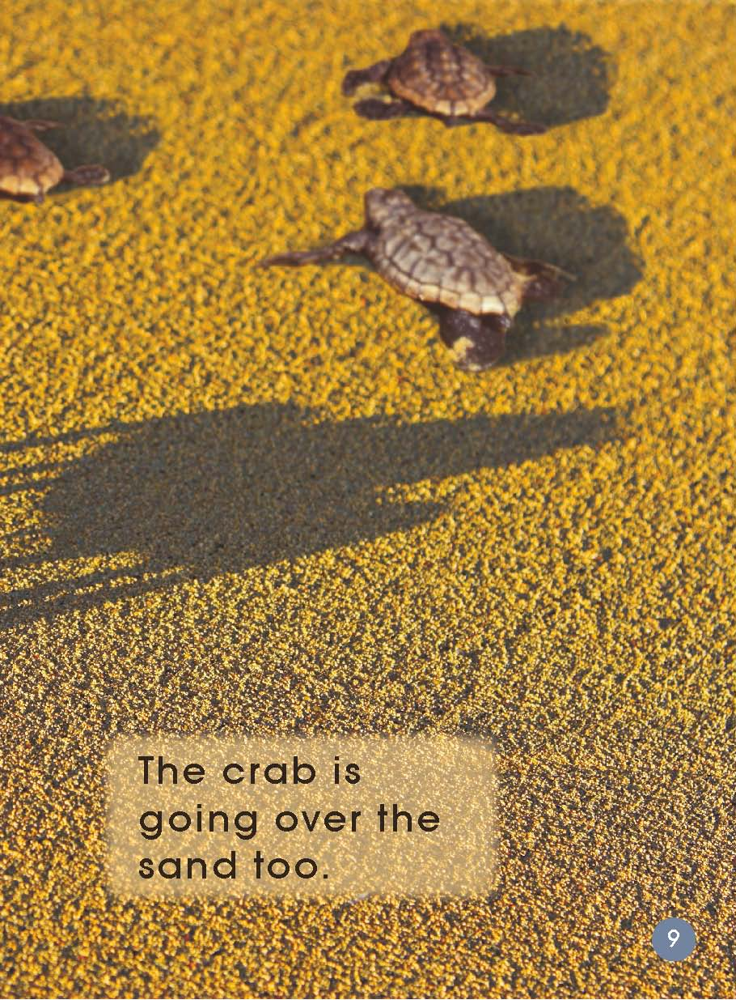 The crab is
going over the
sand too.
9